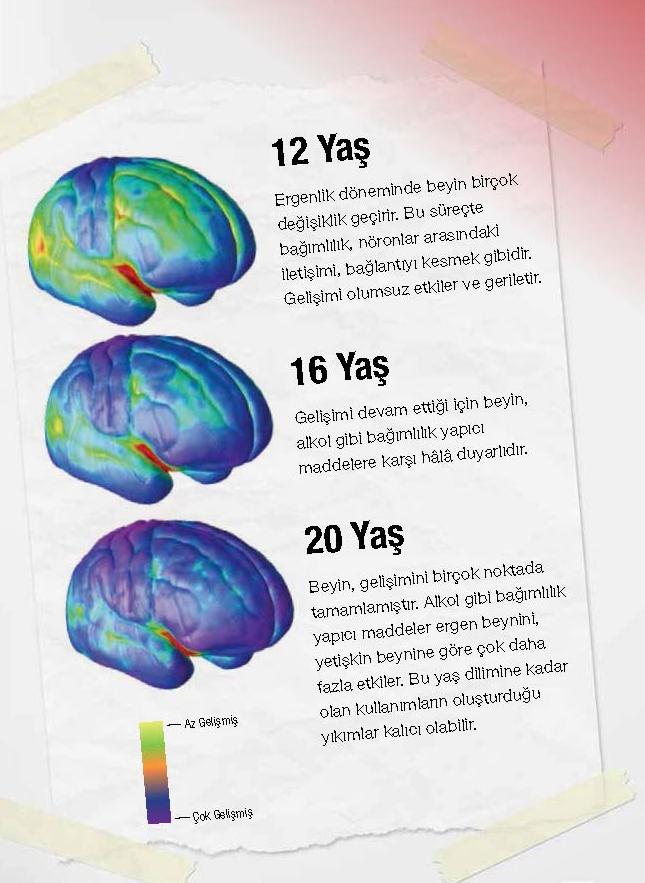 12 Yaş
Ergenlik döneminde beyin birçok
değişiklik geçirir. Bu süreçte
bağımlılık, nöronlar arasındaki
iletişimi, bağlantıyı kesmek gibidir.
Gelişimi olumsuz etkiler ve geriletir.
16 Yaş
Gelişimi devam ettiği için beyin,
alkol gibi bağımlılık yapıcı
maddelere karşı hâlâ duyarlıdır.
20 Yaş
Beyin, gelişimini birçok noktada
tamamlamıştır. Alkol gibi bağımlılık
yapıcı maddeler ergen beynini,
yetişkin beynine göre çok daha
fazla etkiler. Bu yaş dilimine kadar
olan kullanımların oluşturduğu
yıkımlar kalıcı olabilir.
Az Gelişmiş
Çok Gelişmiş